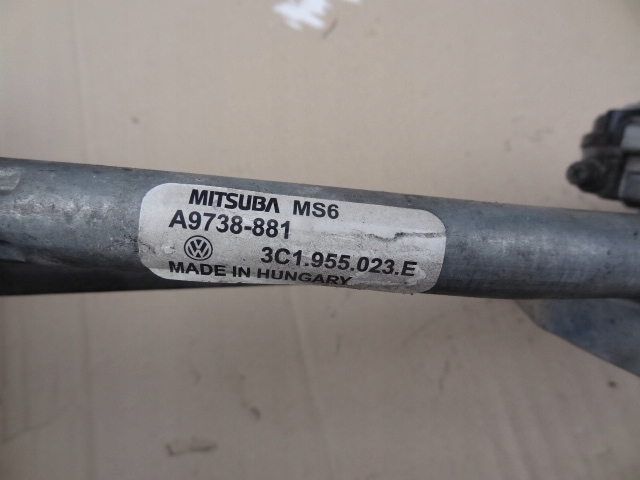 MITSUBA MS6
A9738-881
3C1.955.023.E
MADE IN HUNGARY